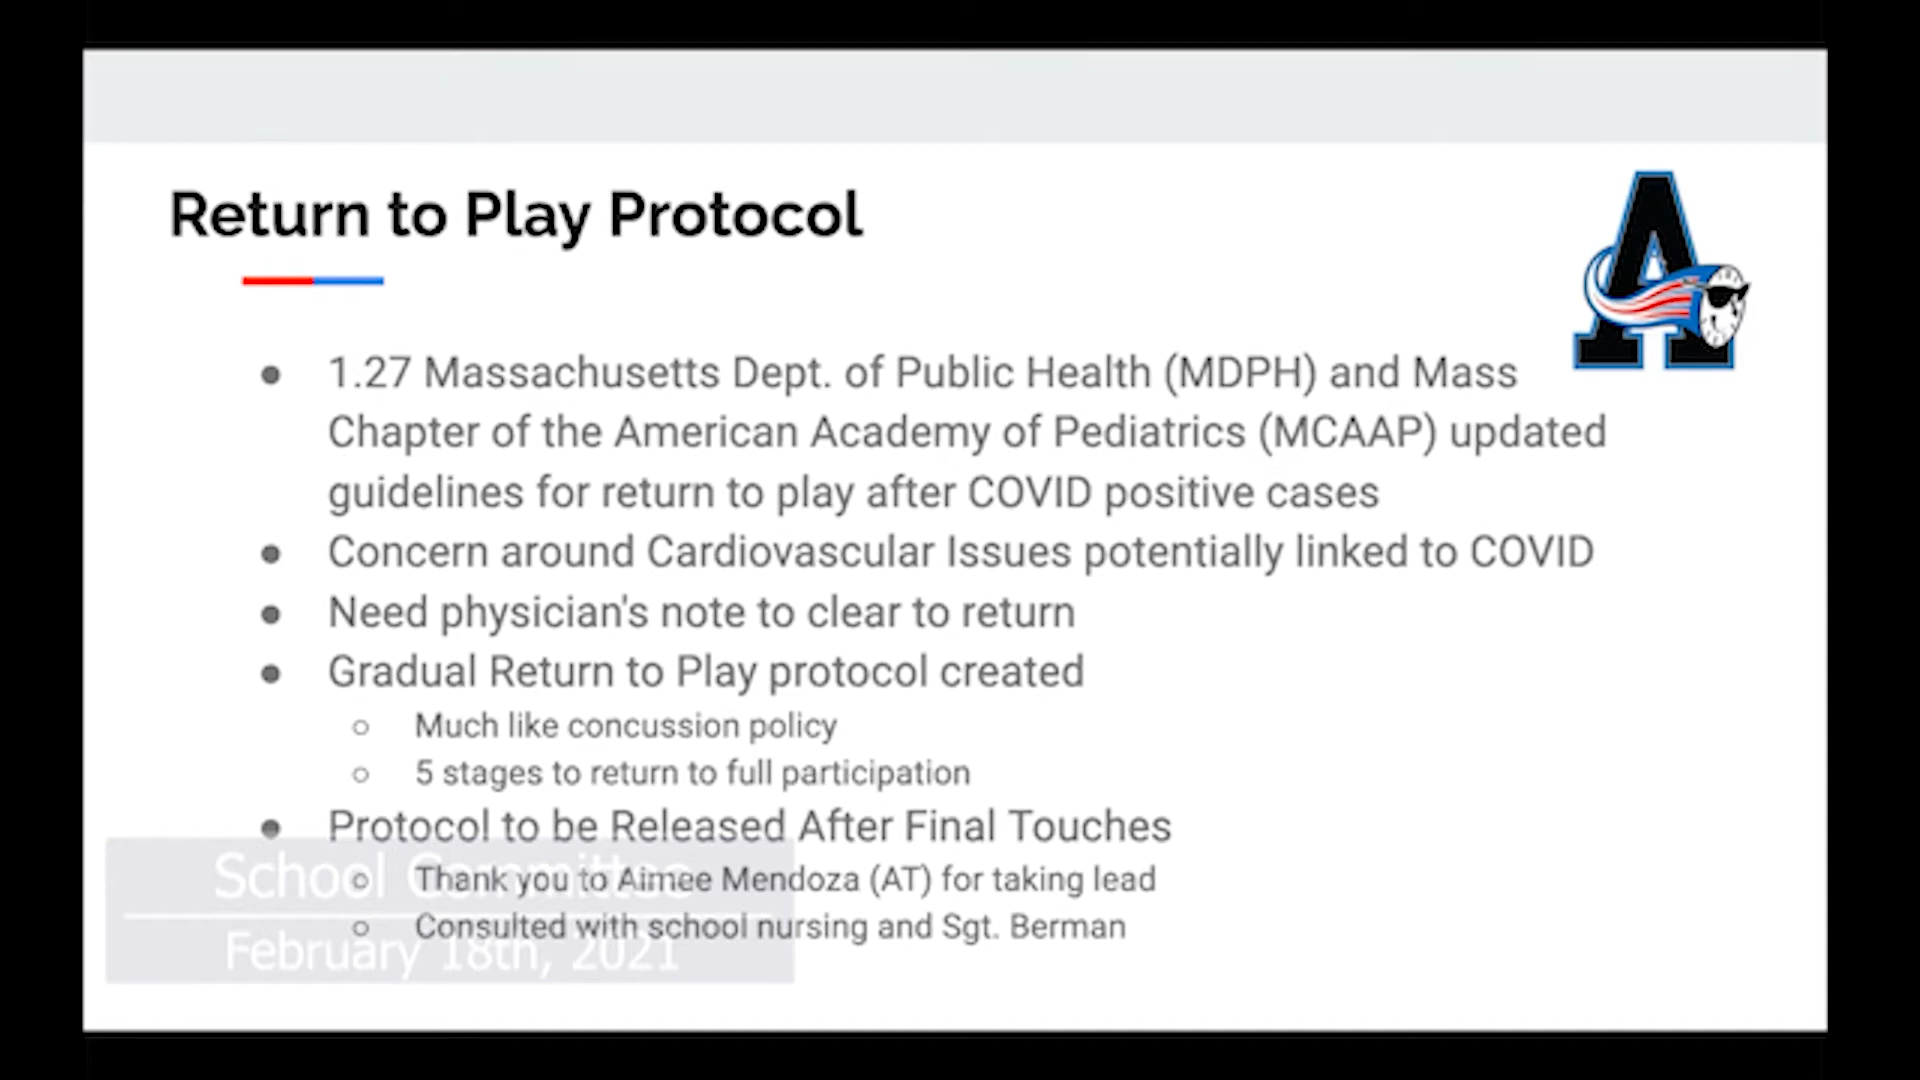 Return to Play Protocol
A
● 1.27 Massachusetts Dept. of Public Health (MDPH) and Mass
Chapter of the American Academy of Pediatrics (MCAAP) updated
guidelines for return to play after COVID positive cases
● Concern around Cardiovascular Issues potentially linked to COVID
● Need physician's note to clear to return
● Gradual Return to Play protocol created
○ Much like concussion policy
○ 5 stages to return to full participation
● Protocol to be Released After Final Touches
○ Thank you to Aimee Mendoza (AT) for taking lead
○ Consulted with school nursing and Sgt. Berman
School Committee
February 18th, 2021